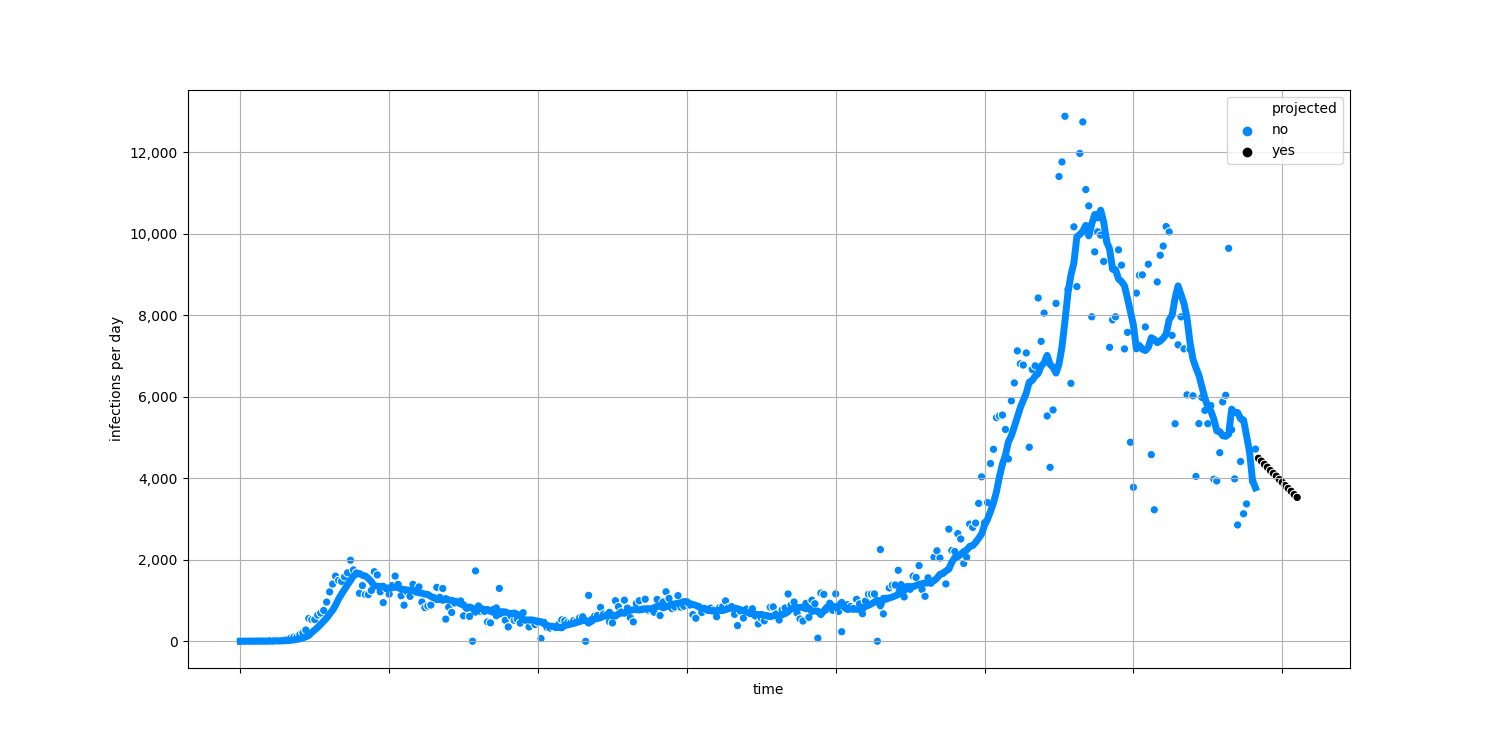 projected
no
yes
12,000
10,000
8,000
6,000
4,000
2,000
0
infections per day
time